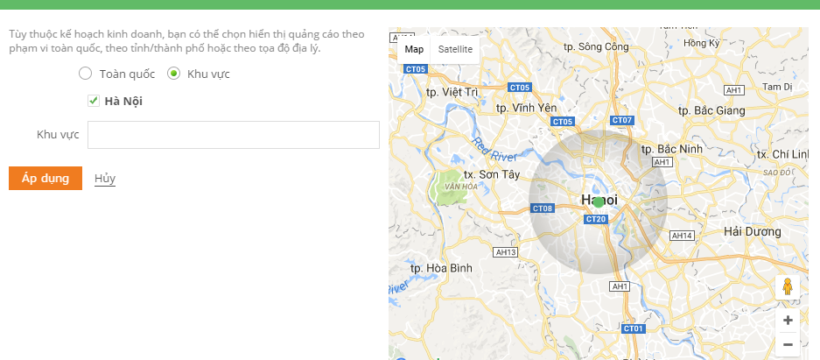 Tùy thuộc kế hoạch kinh doanh, bạn có thể chọn hiển thị quảng cáo theo
phạm vi toàn quốc, theo tỉnh/thành phố hoặc theo tọa độ địa lý.
Toàn quốc Khu vực
Hà Nội
Khu vực
Áp dụng Hủy
Map Satellite
tp. Sông Công
Hồng Kỳ
CT05
tp. Việt Trì
CT05
AH1
Tam Dị
tp. Vĩnh Yên
tp. Bắc Giang
CT05
CT07
Red River
tp. Bắc Ninh
AH1
tx. Chí Linh
tx. Sơn Tây
VĂN HÓA
SAO ĐỎ
Hanoi
CT08
CT20
Hải Dương
AH14
AH13
tp. Hòa Bình
AH1
CT01